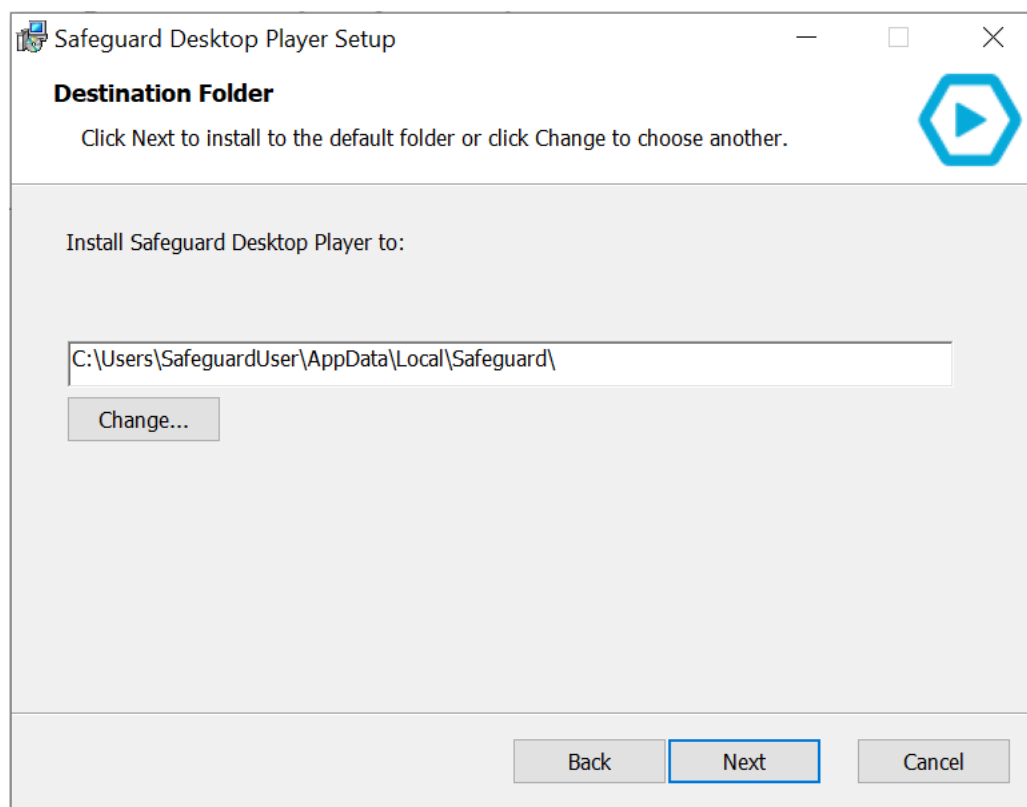 Safeguard Desktop Player Setup
Destination Folder
Click Next to install to the default folder or click Change to choose another.
Install Safeguard Desktop Player to:
C:\Users\SafeguardUser\AppData\Local\Safeguard\
Change...
Back
Next
Cancel